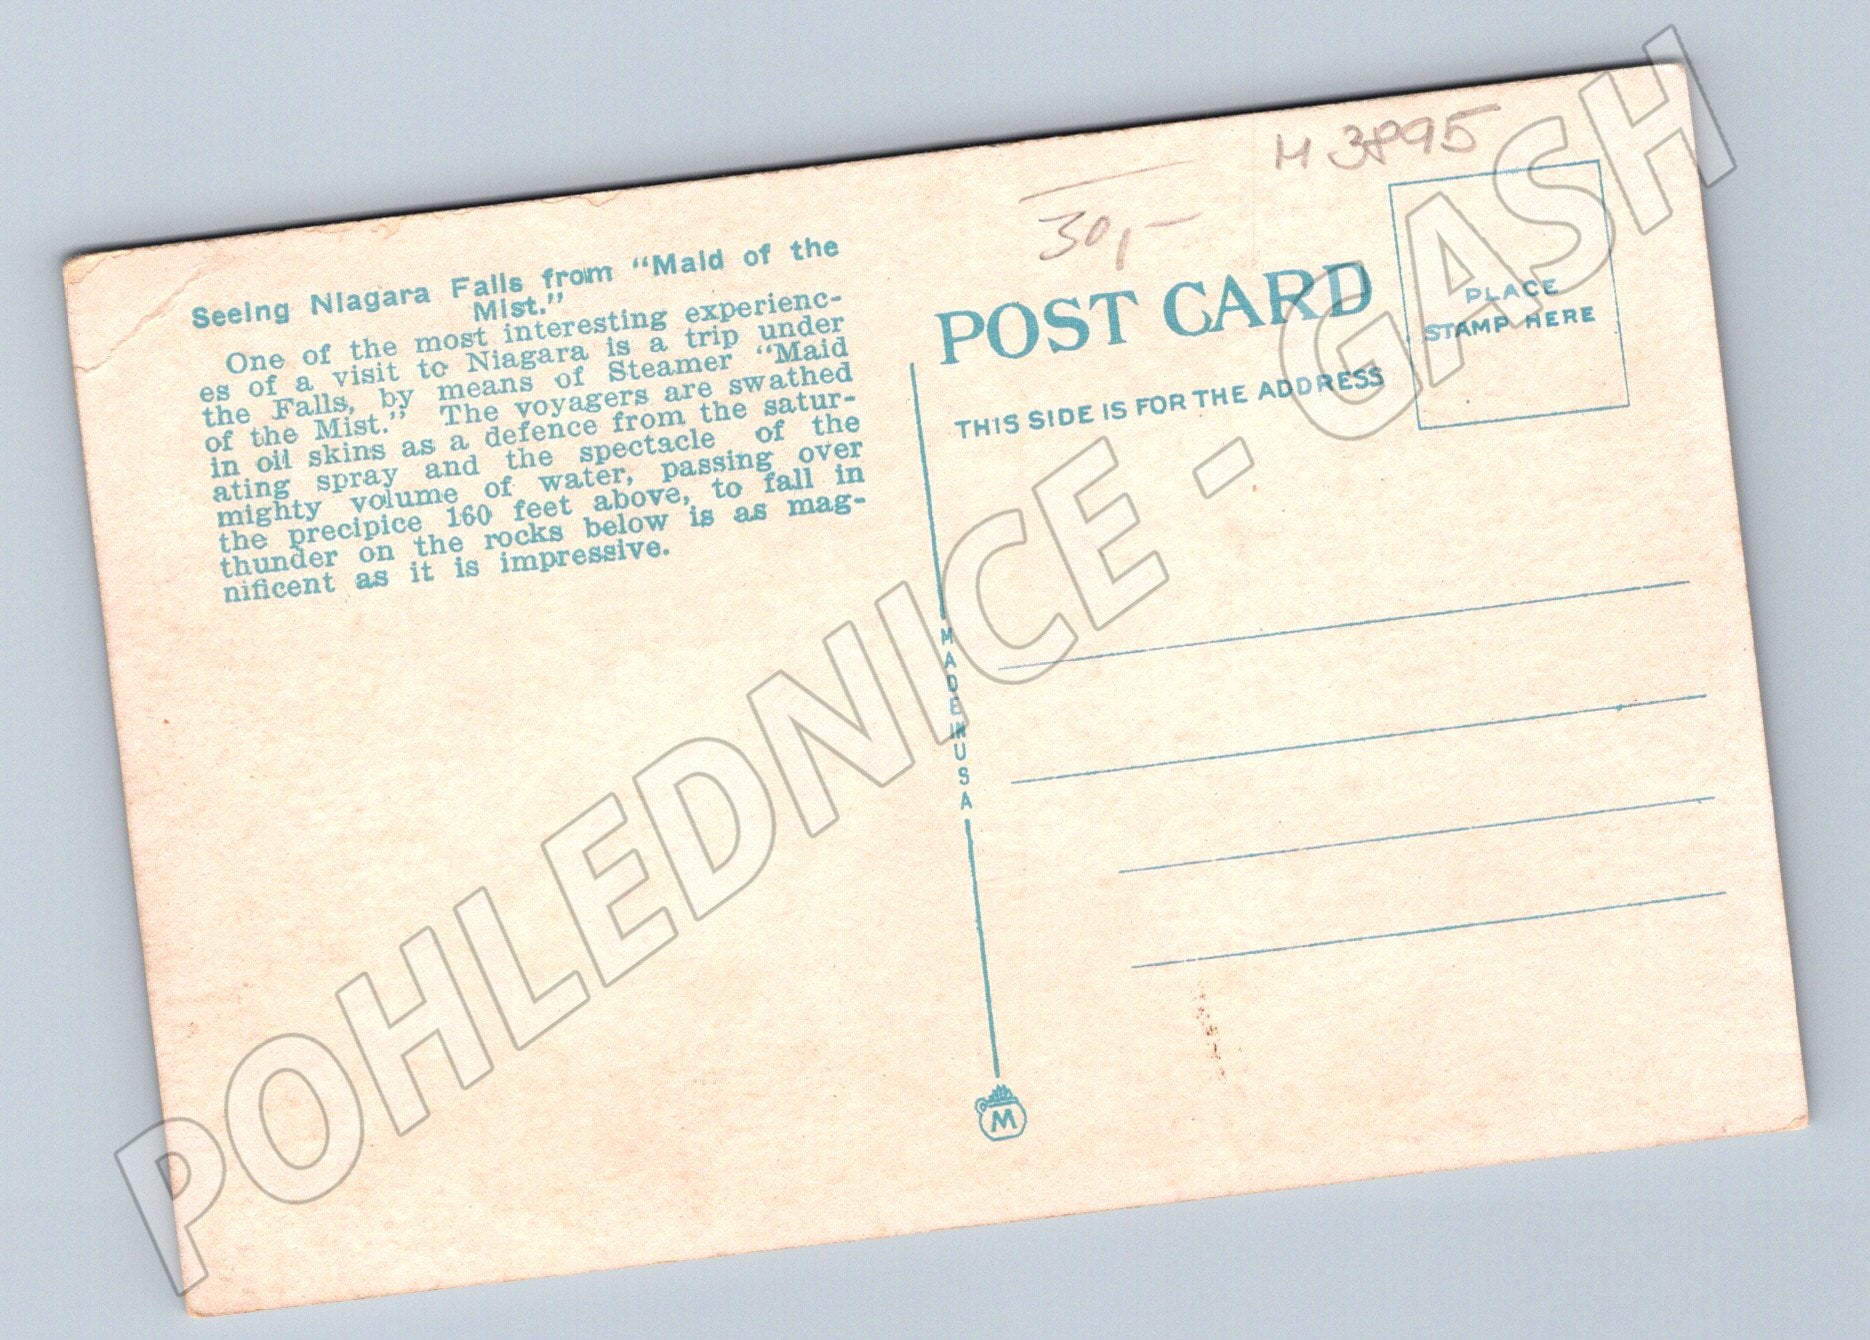 Seeing Niagara Falls from "Maid of the
Mist."
One of the most interesting experienc-
es of a visit to Niagara is a trip under
the Falls, by means of Steamer "Maid
of the Mist." The voyagers are swathed
in oil skins as a defence from the satur-
ating spray and the spectacle of the
mighty volume of water, passing over
the precipice 160 feet above, to fall in
thunder on the rocks below is as mag-
nificent as it is impressive.
H 3895
30,-
POST CARD
THIS SIDE IS FOR THE ADDRESS
PLACE
STAMP HERE
MADE IN USA
M
POHLEDNICE - GASH